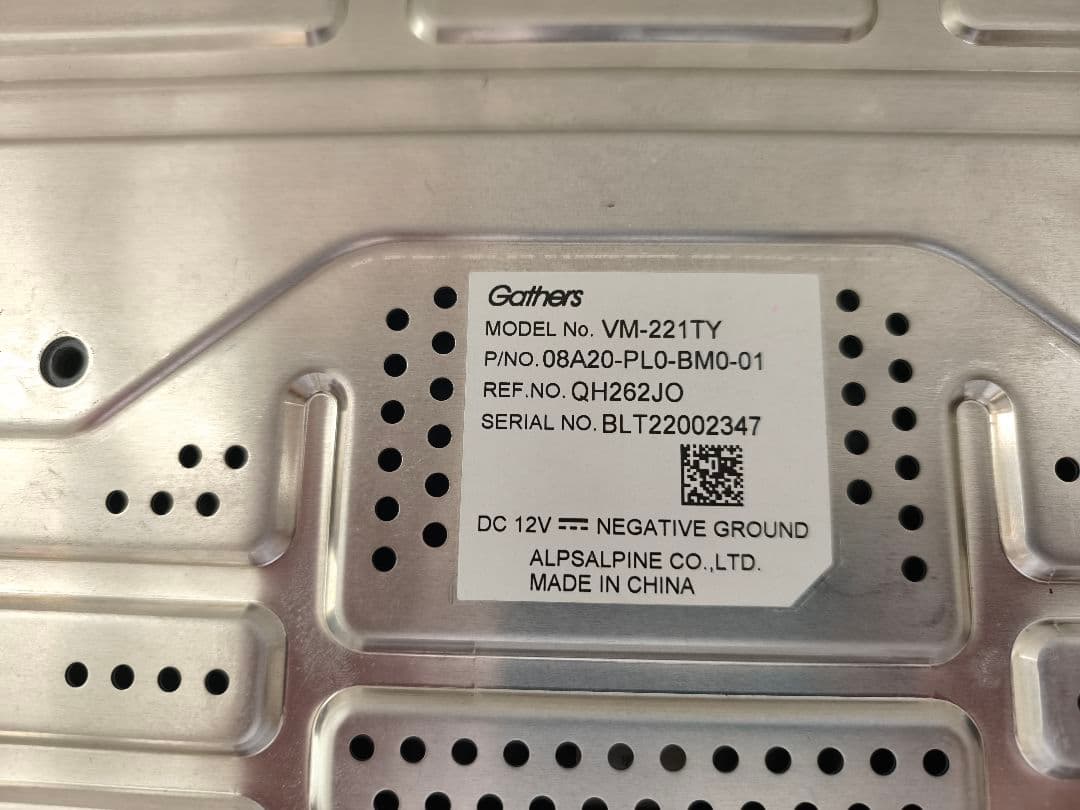 Gathers
MODEL No. VM-221TY
P/NO. 08A20-PL0-BM0-01
REF.NO. QH262JO
SERIAL NO. BLT22002347
DC 12V ⎓ NEGATIVE GROUND
ALPSALPINE CO.,LTD.
MADE IN CHINA